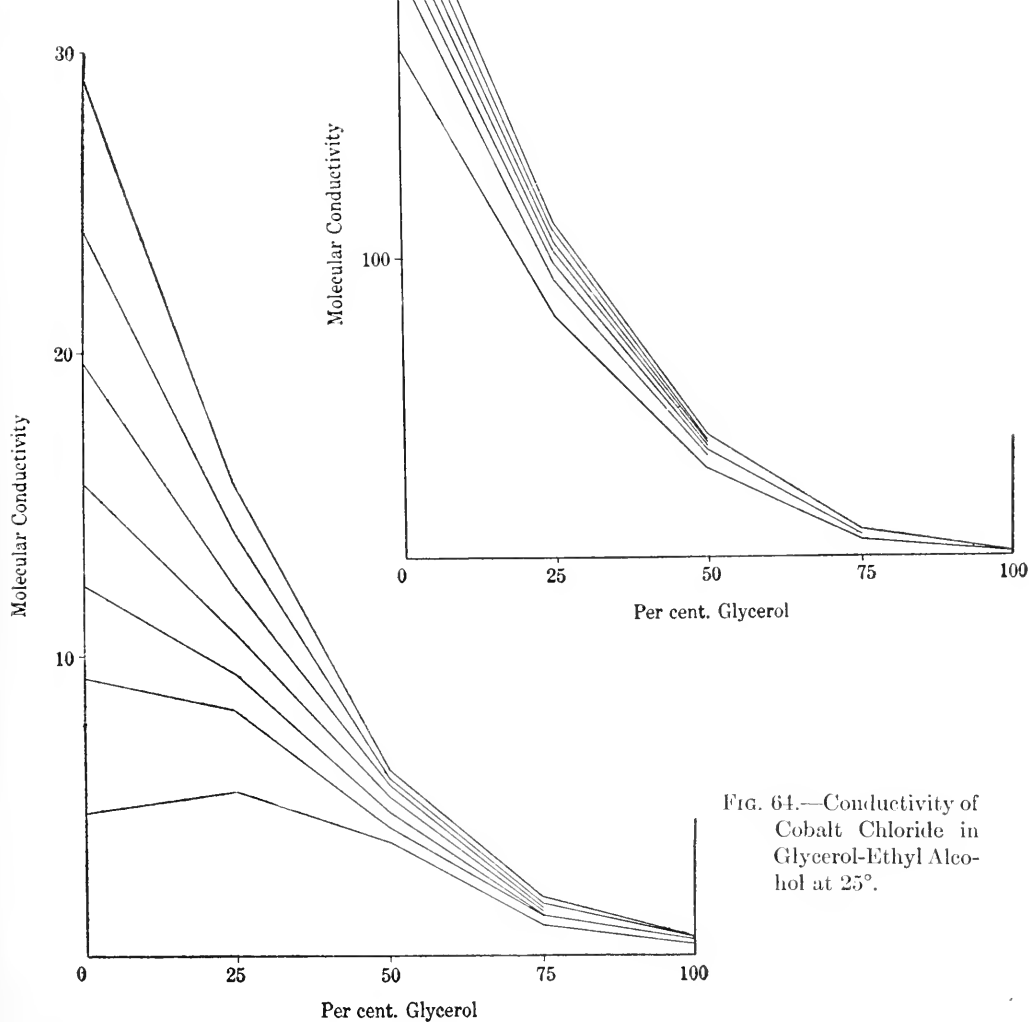 100
Molecular Conductivity
0 25 50 75 100
Per cent. Glycerol
30
20
10
Molecular Conductivity
0 25 50 75 100
Per cent. Glycerol
FIG. 64.—Conductivity of
Cobalt Chloride in
Glycerol-Ethyl Alco-
hol at 25°.